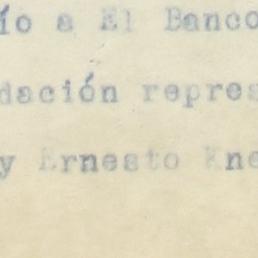 ío a El Banco
dación repres
y Ernesto Kne